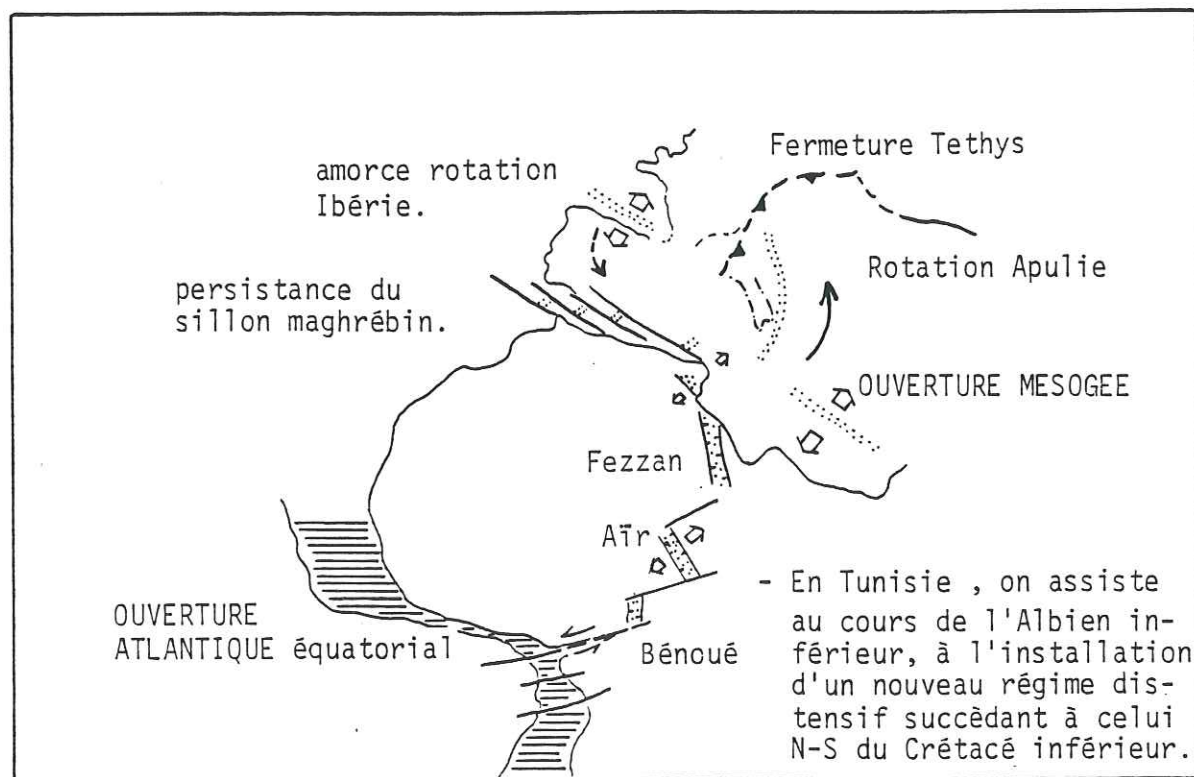 Fermeture Tethys
amorce rotation
Ibérie.
Rotation Apulie
persistance du
sillon maghrébin.
OUVERTURE MESOGEE
Fezzan
Aïr
OUVERTURE
ATLANTIQUE équatorial
Bénoué
- En Tunisie , on assiste
au cours de l'Albien in-
férieur, à l'installation
d'un nouveau régime dis-
tensif succèdant à celui
N-S du Crétacé inférieur.